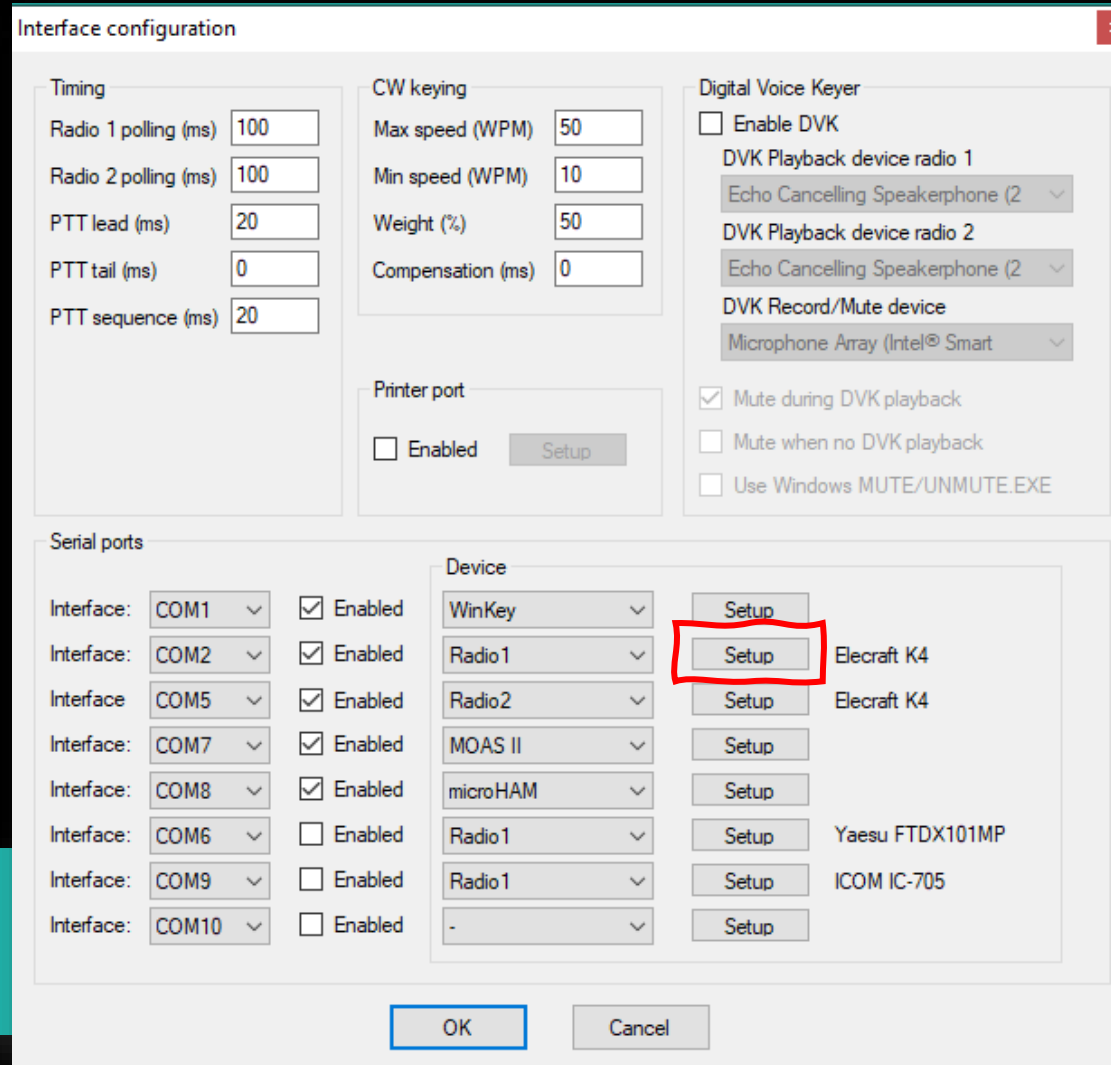 Interface configuration
Timing
Radio 1 polling (ms) 100
Radio 2 polling (ms) 100
PTT lead (ms) 20
PTT tail (ms) 0
PTT sequence (ms) 20
CW keying
Max speed (WPM) 50
Min speed (WPM) 10
Weight (%) 50
Compensation (ms) 0
Printer port
Enabled Setup
Digital Voice Keyer
Enable DVK
DVK Playback device radio 1
Echo Cancelling Speakerphone (2
DVK Playback device radio 2
Echo Cancelling Speakerphone (2
DVK Record/Mute device
Microphone Array (Intel® Smart
Mute during DVK playback
Mute when no DVK playback
Use Windows MUTE/UNMUTE.EXE
Serial ports
Device
Interface: COM1 Enabled WinKey Setup
Interface: COM2 Enabled Radio1 Setup Elecraft K4
Interface COM5 Enabled Radio2 Setup Elecraft K4
Interface: COM7 Enabled MOAS II Setup
Interface: COM8 Enabled microHAM Setup
Interface: COM6 Enabled Radio1 Setup Yaesu FTDX101MP
Interface: COM9 Enabled Radio1 Setup ICOM IC-705
Interface: COM10 Enabled - Setup
OK Cancel